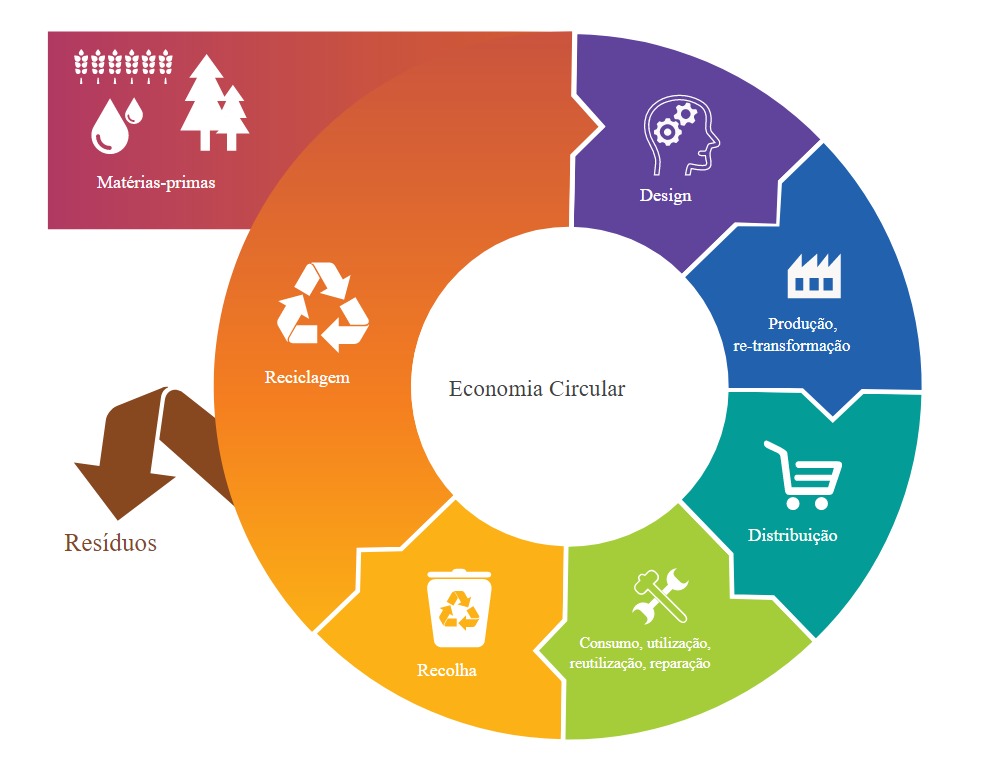 Matérias-primas
Design
Produção,
re-transformação
Reciclagem
Economia Circular
Distribuição
Resíduos
Consumo, utilização,
reutilização, reparação
Recolha